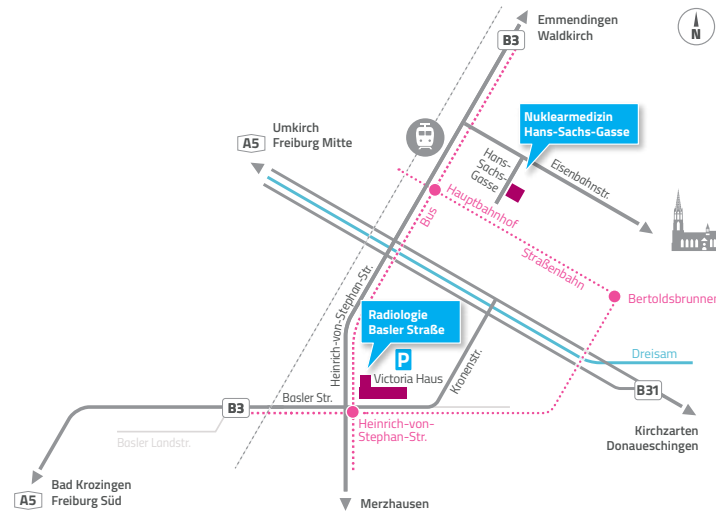 Emmendingen
Waldkirch
N
B3
Nuklearmedizin
Hans-Sachs-Gasse
Umkirch
Freiburg Mitte
A5
Hans-
Sachs-
Gasse
Eisenbahnstr.
Hauptbahnhof
Bus
Straßenbahn
Bertoldsbrunnen
Heinrich-von-Stephan-Str.
Radiologie
Basler Straße
P
Victoria Haus
Kronenstr.
Dreisam
B31
Basler Str.
B3
Heinrich-von-
Stephan-Str.
Basler Landstr.
Kirchzarten
Donaueschingen
Bad Krozingen
Freiburg Süd
A5
Merzhausen